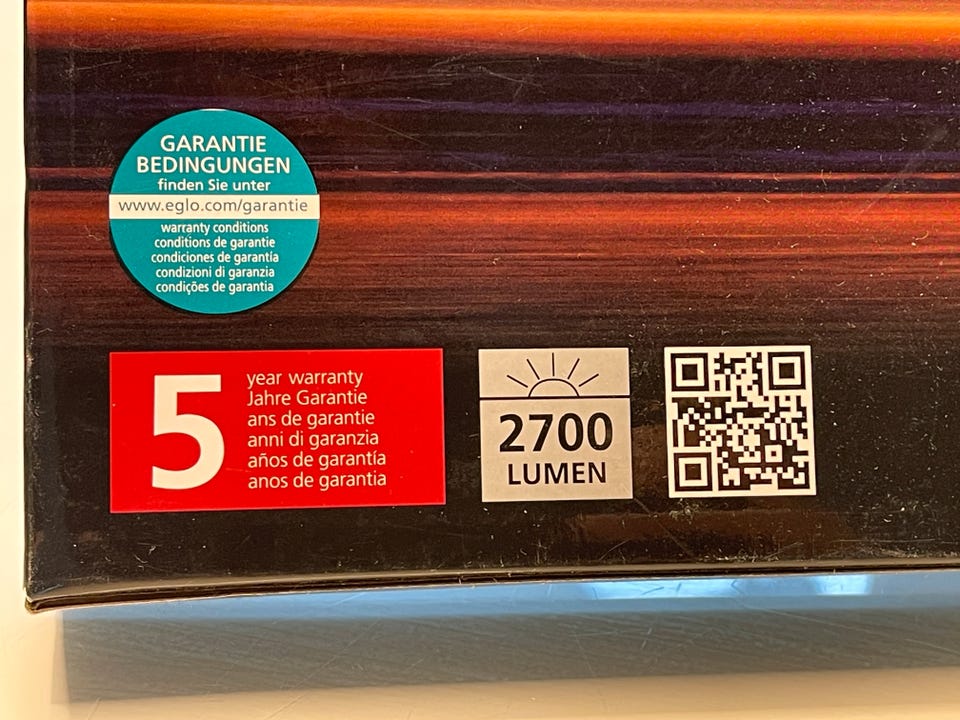 GARANTIE
BEDINGUNGEN
finden Sie unter
www.eglo.com/garantie
warranty conditions
conditions de garantie
condiciones de garantía
condizioni di garanzia
condições de garantia
5
year warranty
Jahre Garantie
ans de garantie
anni di garanzia
años de garantía
anos de garantia
2700
LUMEN